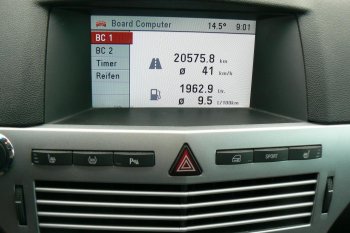 Board Computer 14.5° 9:01
BC 1
BC 2
Timer
Reifen
20575.8 km
Ø 41 km/h
1962.9 ltr.
Ø 9.5 l/100km
P
SPORT